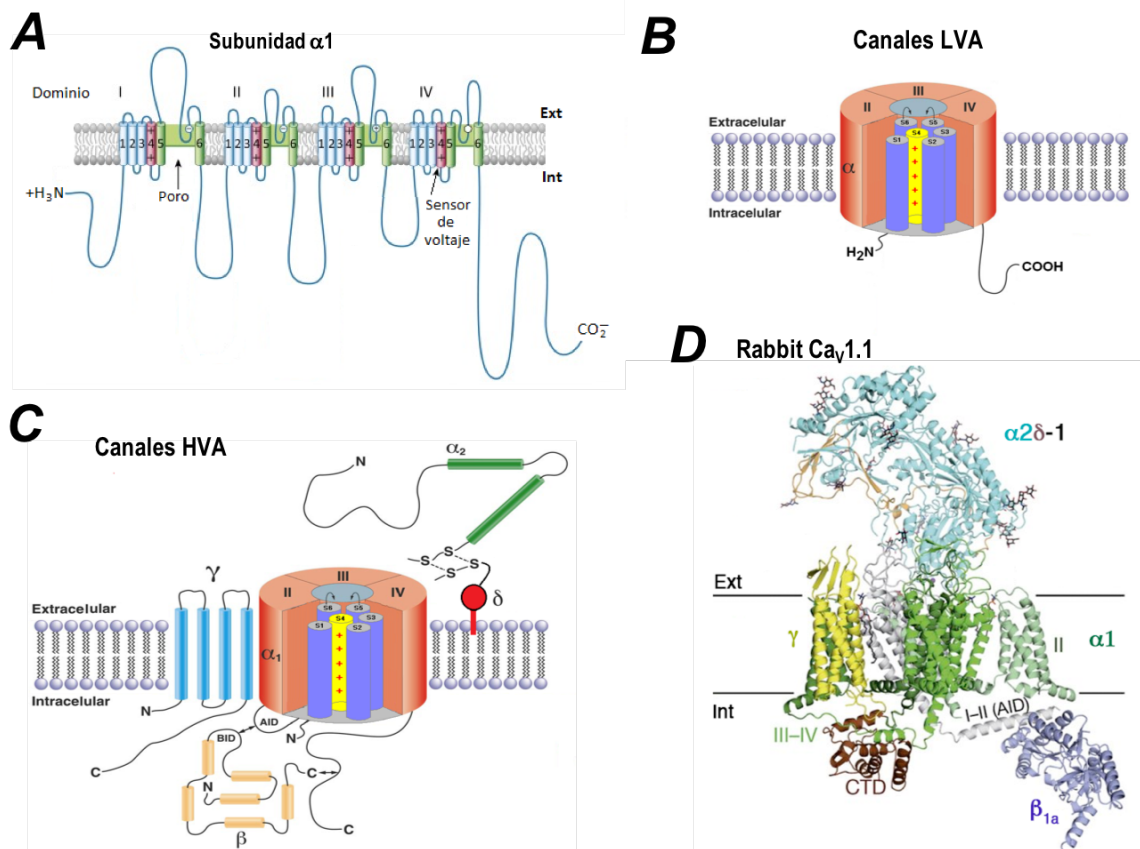 A
Subunidad α1
Dominio I II III IV
Ext
1 2 3 4 5 6 1 2 3 4 5 6 1 2 3 4 5 6 1 2 3 4 5 6
Int
+H₃N
Poro
Sensor
de
voltaje
CO₂⁻
B
Canales LVA
III
II IV
Extracelular
S6 S5
S1 S4 S2 S3
α
Intracelular
H₂N
COOH
C
Canales HVA
N
α₂
S S
S S
δ
γ
III
II IV
Extracelular
S6 S5
S1 S4 S2 S3
α₁
Intracelular
N
AID
BID
N
C
N
C
C
β
D
Rabbit Caᵥ1.1
α2δ-1
Ext
γ
II
α1
Int
I–II (AID)
III–IV
CTD
β₁ₐ